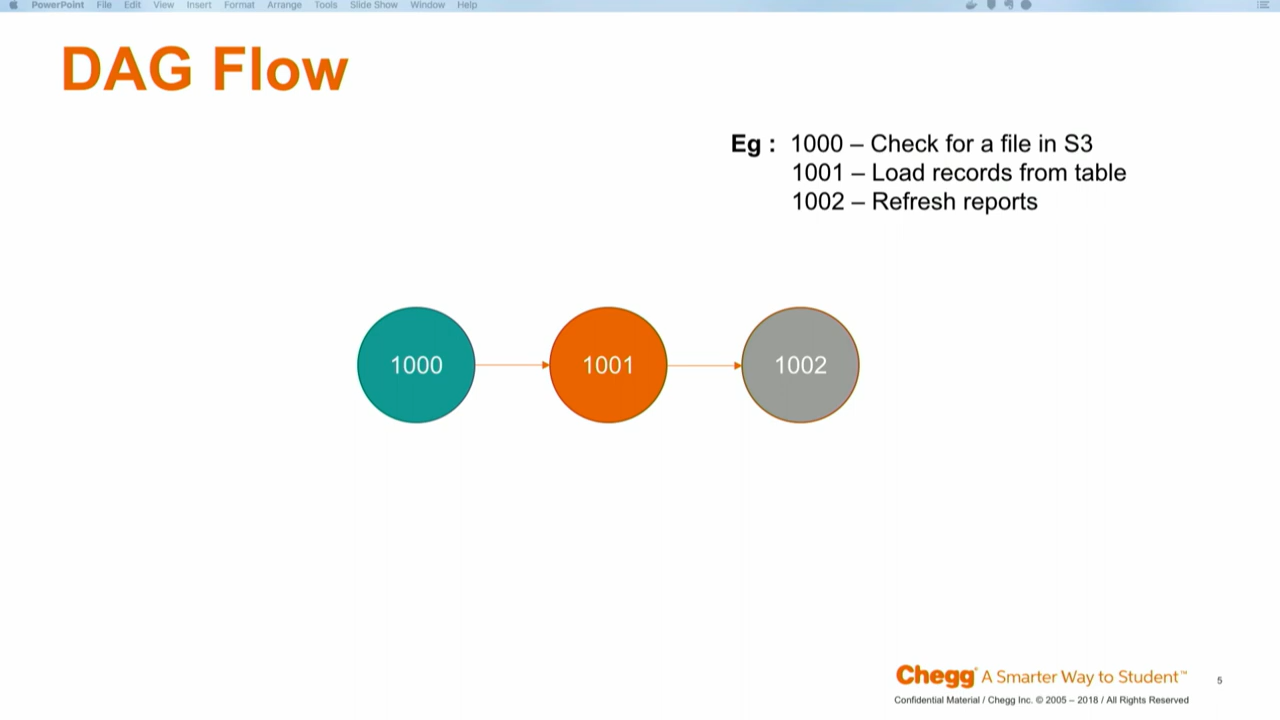 PowerPoint File Edit View Insert Format Arrange Tools Slide Show Window Help
DAG Flow
Eg : 1000 – Check for a file in S3
1001 – Load records from table
1002 – Refresh reports
1000 1001 1002
Chegg® A Smarter Way to Student™
5
Confidential Material / Chegg Inc. © 2005 – 2018 / All Rights Reserved